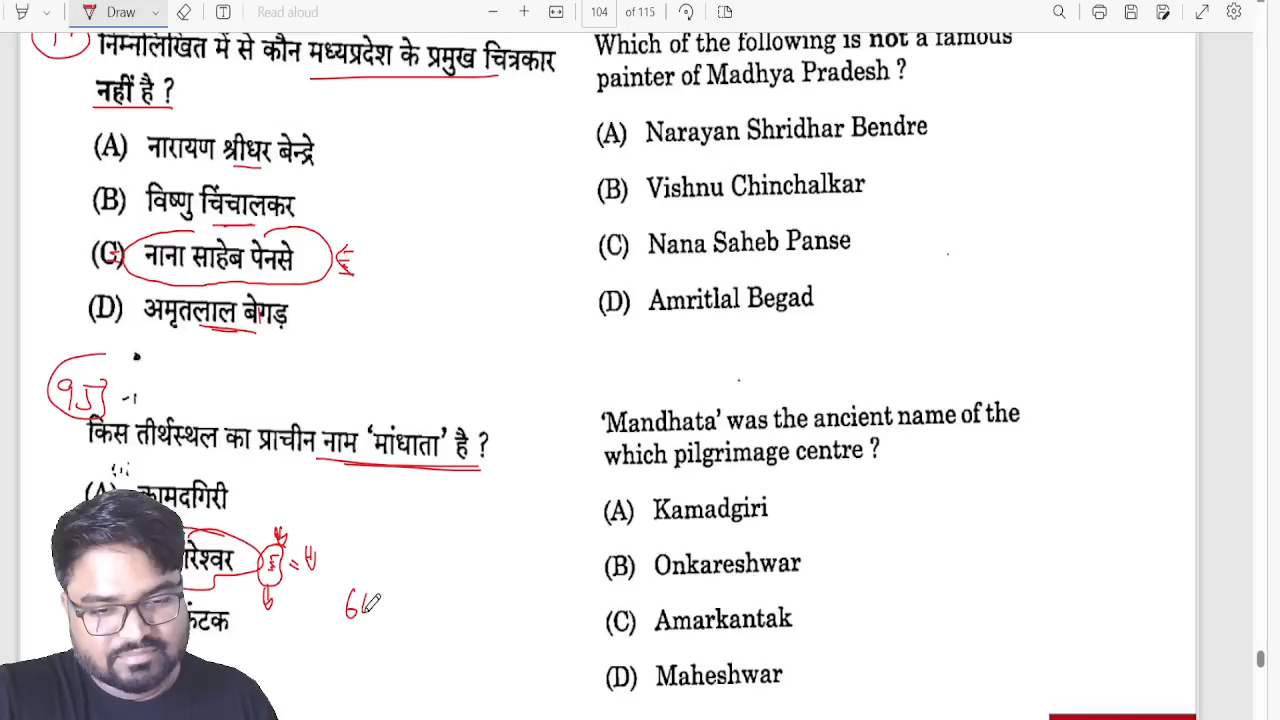 Draw
Read aloud
104 of 115
निम्नलिखित में से कौन मध्यप्रदेश के प्रमुख चित्रकार
नहीं है ?
(A) नारायण श्रीधर बेन्द्रे
(B) विष्णु चिंचालकर
(C) नाना साहेब पेनसे
(D) अमृतलाल बेगड़
Which of the following is not a famous
painter of Madhya Pradesh ?
(A) Narayan Shridhar Bendre
(B) Vishnu Chinchalkar
(C) Nana Saheb Panse
(D) Amritlal Begad
95
किस तीर्थस्थल का प्राचीन नाम ‘मांधाता’ है ?
(A) कामदगिरी
रेश्वर
कंटक
‘Mandhata’ was the ancient name of the
which pilgrimage centre ?
(A) Kamadgiri
(B) Onkareshwar
(C) Amarkantak
(D) Maheshwar